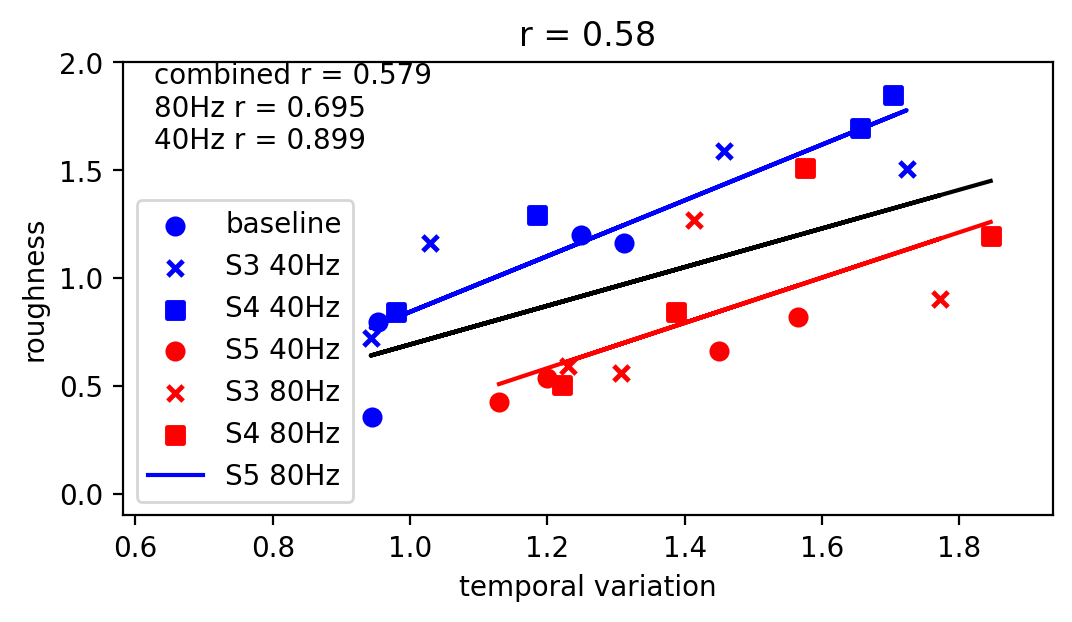 r = 0.58
combined r = 0.579
80Hz r = 0.695
40Hz r = 0.899
baseline
S3 40Hz
S4 40Hz
S5 40Hz
S3 80Hz
S4 80Hz
S5 80Hz
roughness
2.0
1.5
1.0
0.5
0.0
0.6 0.8 1.0 1.2 1.4 1.6 1.8
temporal variation